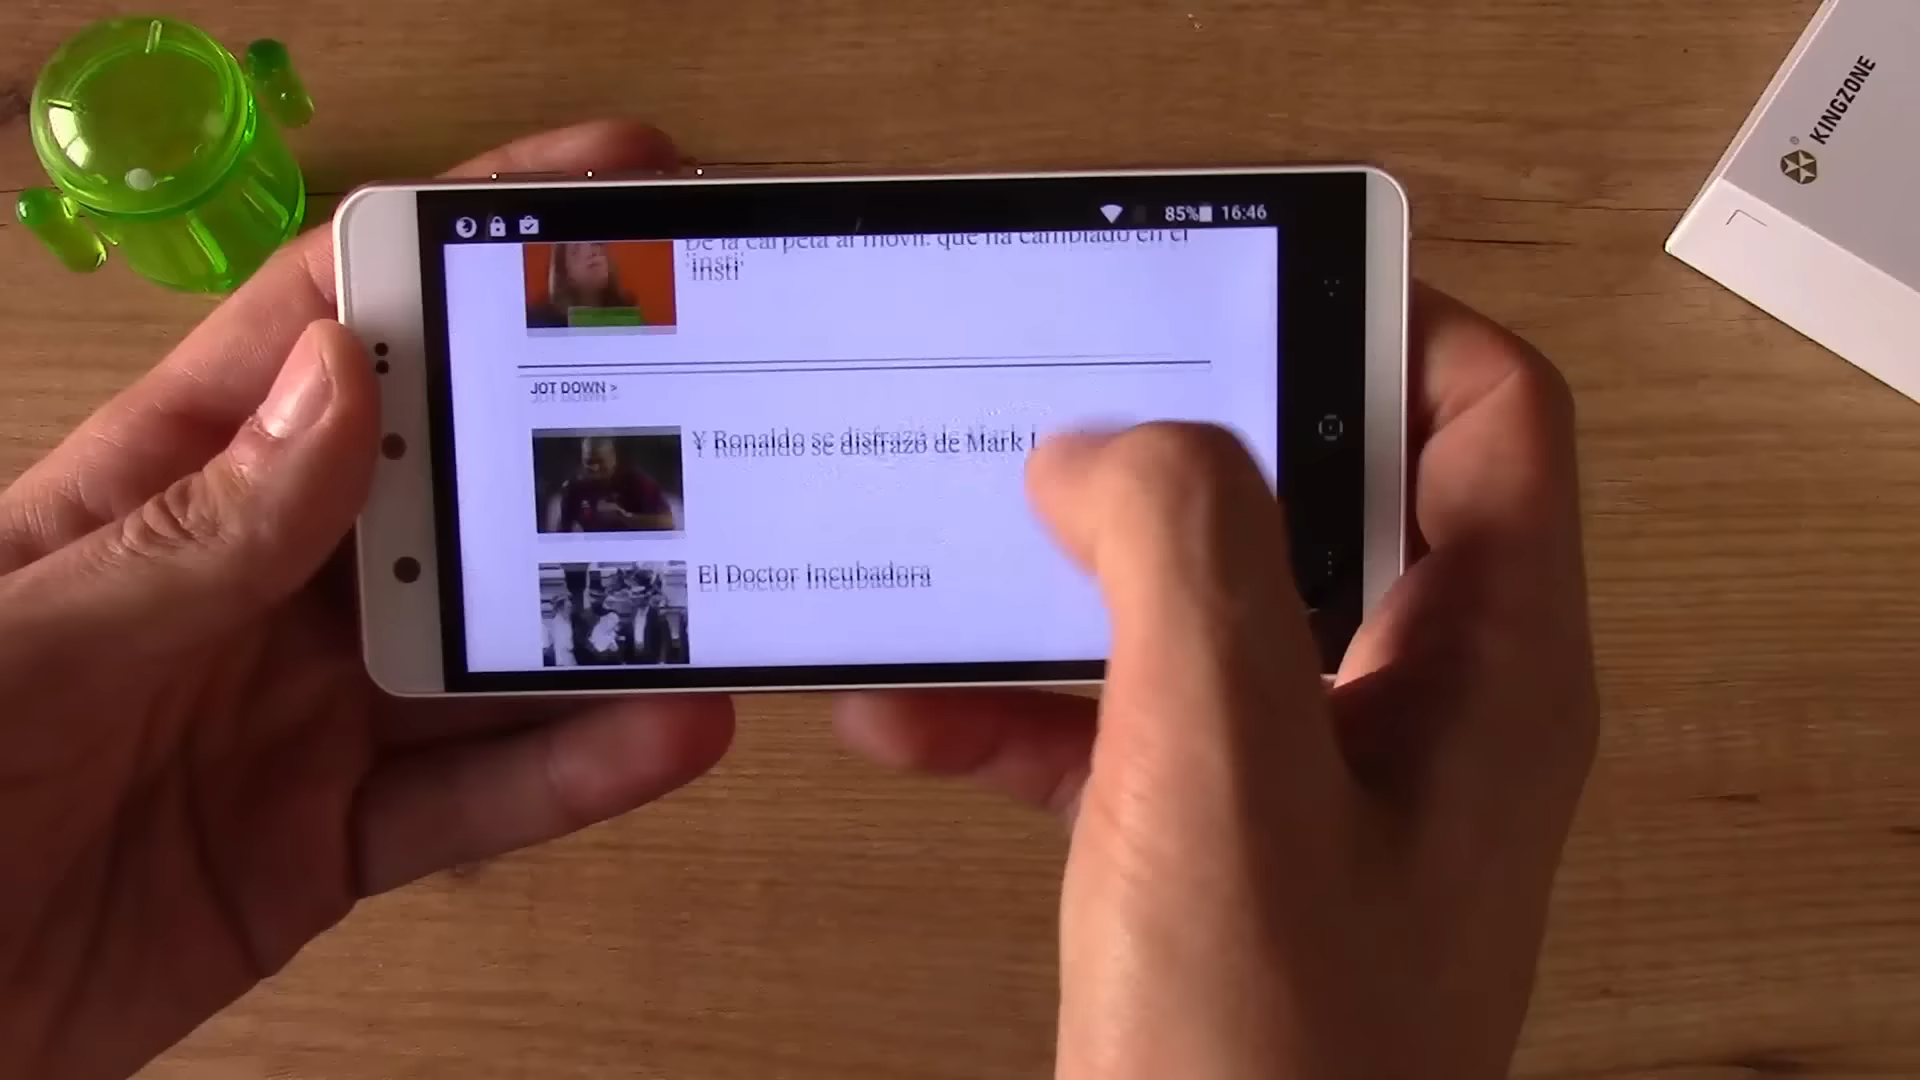 85% 16:46
De la carpeta al móvil: qué ha cambiado en el
'insti'
JOT DOWN >
Y Ronaldo se disfrazó de Mark
El Doctor Incubadora
KINGZONE